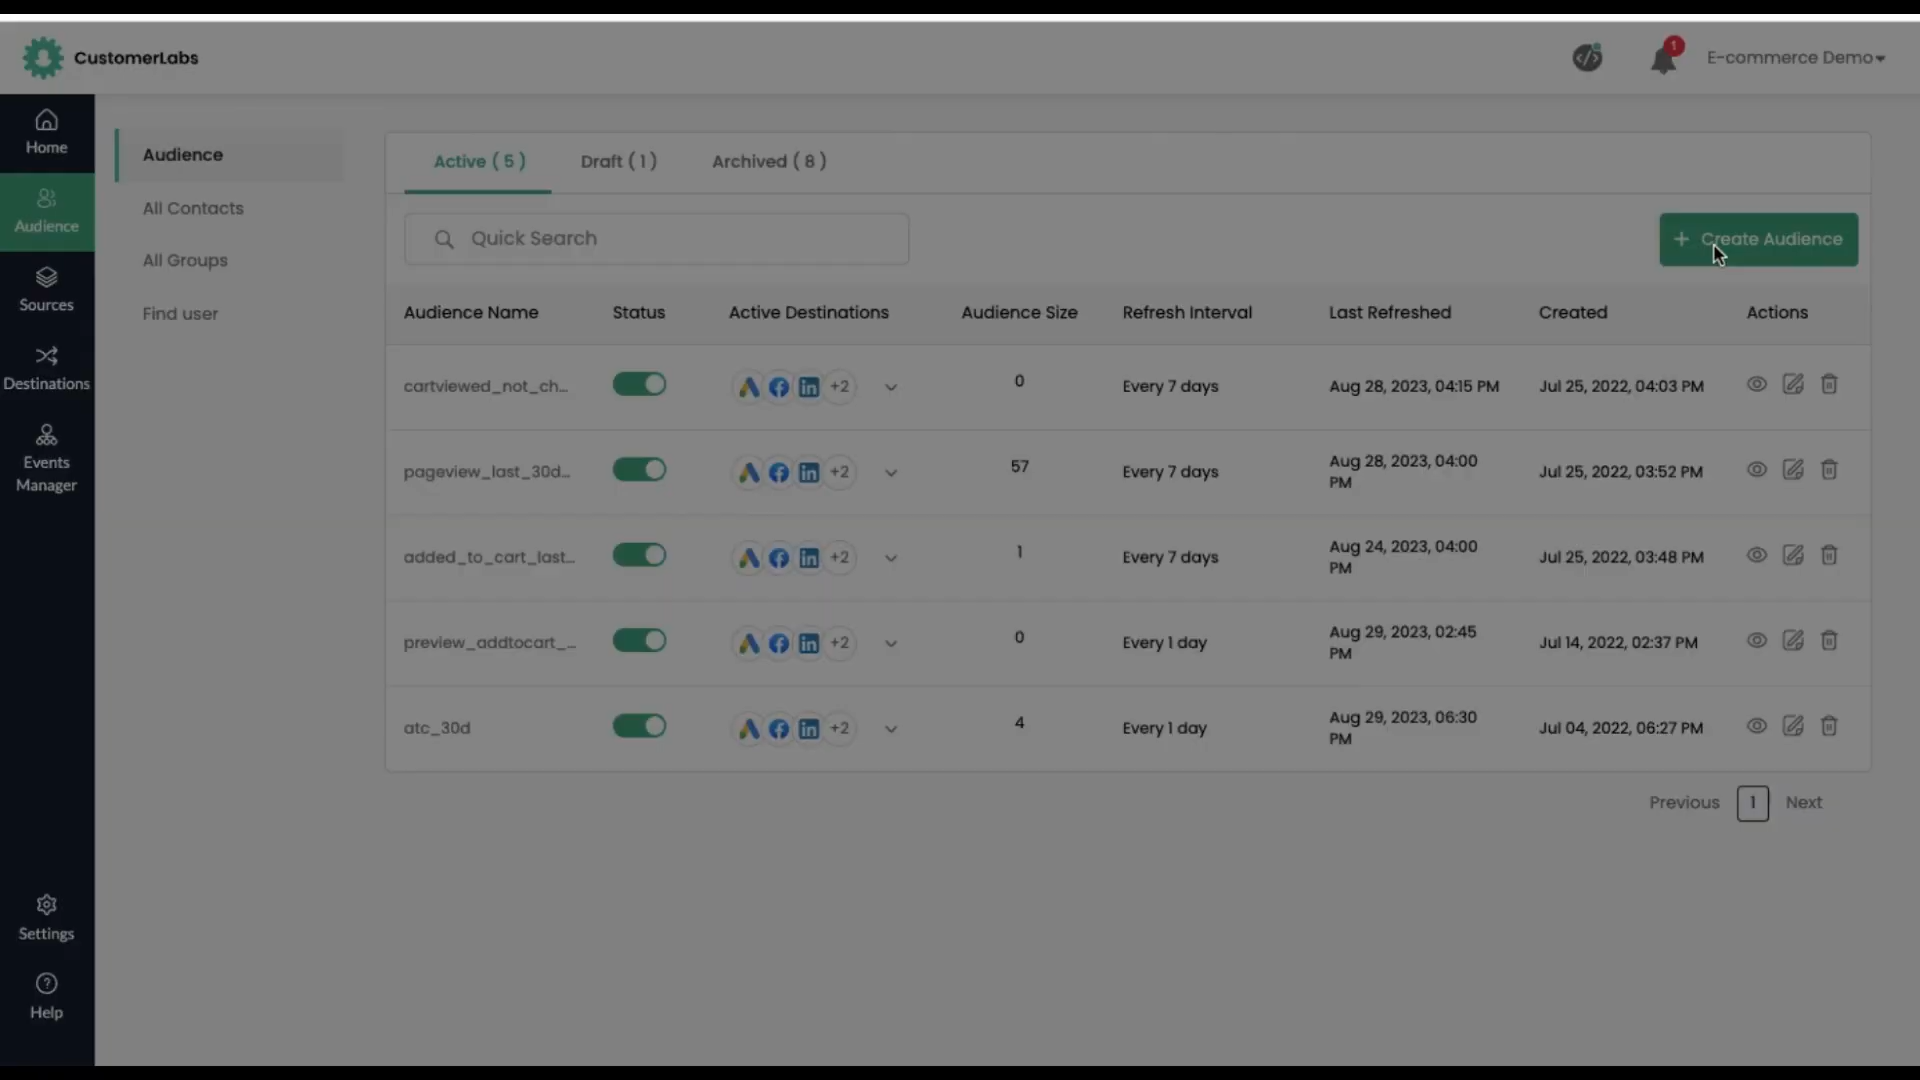 CustomerLabs
1
E-commerce Demo
Home
Audience
Sources
Destinations
Events
Manager
Settings
Help
Audience
All Contacts
All Groups
Find user
Active ( 5 )
Draft ( 1 )
Archived ( 8 )
Quick Search
+ Create Audience
Audience Name Status Active Destinations Audience Size Refresh Interval Last Refreshed Created Actions
cartviewed_not_ch... +2 0 Every 7 days Aug 28, 2023, 04:15 PM Jul 25, 2022, 04:03 PM
pageview_last_30d... +2 57 Every 7 days Aug 28, 2023, 04:00
PM Jul 25, 2022, 03:52 PM
added_to_cart_last... +2 1 Every 7 days Aug 24, 2023, 04:00
PM Jul 25, 2022, 03:48 PM
preview_addtocart_... +2 0 Every 1 day Aug 29, 2023, 02:45
PM Jul 14, 2022, 02:37 PM
atc_30d +2 4 Every 1 day Aug 29, 2023, 06:30
PM Jul 04, 2022, 06:27 PM
Previous 1 Next